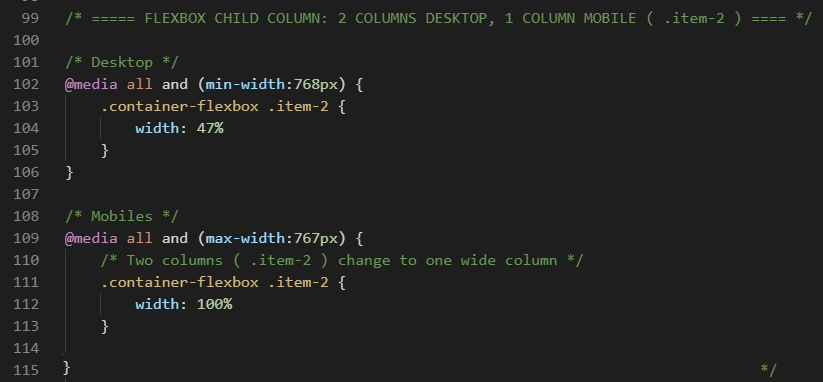 99 /* ===== FLEXBOX CHILD COLUMN: 2 COLUMNS DESKTOP, 1 COLUMN MOBILE ( .item-2 ) ==== */
100
101 /* Desktop */
102 @media all and (min-width:768px) {
103     .container-flexbox .item-2 {
104         width: 47%
105     }
106 }
107
108 /* Mobiles */
109 @media all and (max-width:767px) {
110     /* Two columns ( .item-2 ) change to one wide column */
111     .container-flexbox .item-2 {
112         width: 100%
113     }
114
115 } */